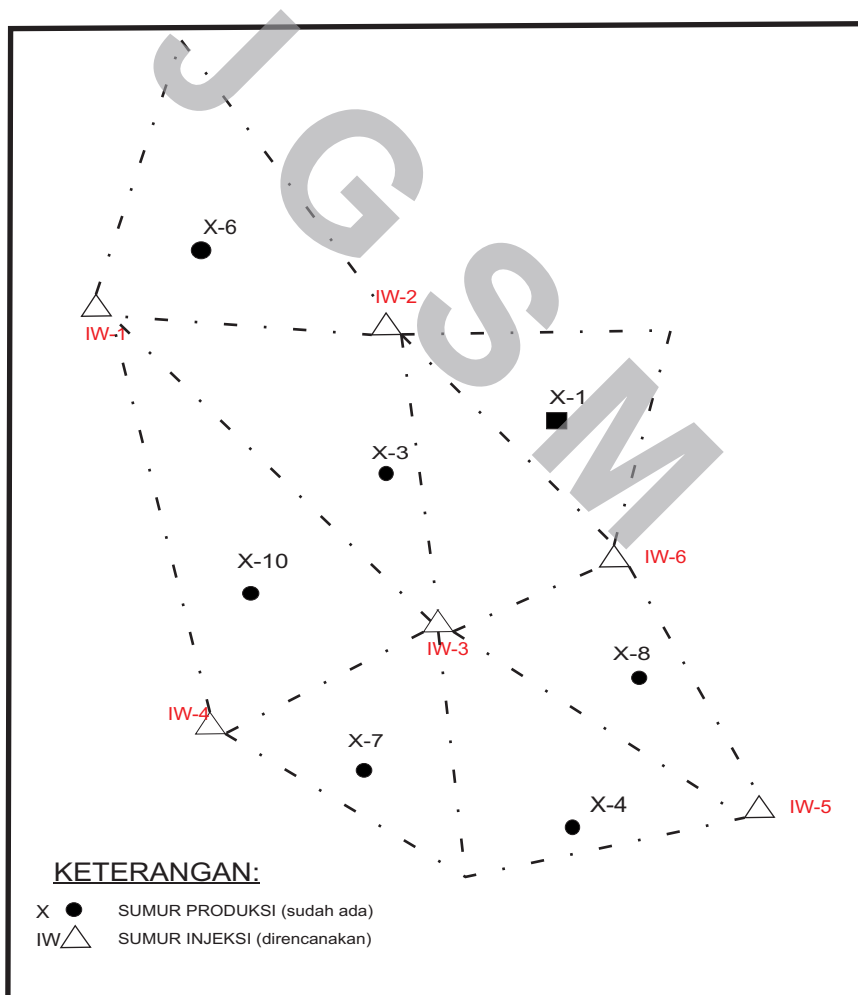 JGSM
X-6
IW-2
IW-1
X-1
X-3
IW-6
X-10
IW-3
X-8
IW-4
X-7
X-4
IW-5
KETERANGAN:
X SUMUR PRODUKSI (sudah ada)
IW SUMUR INJEKSI (direncanakan)